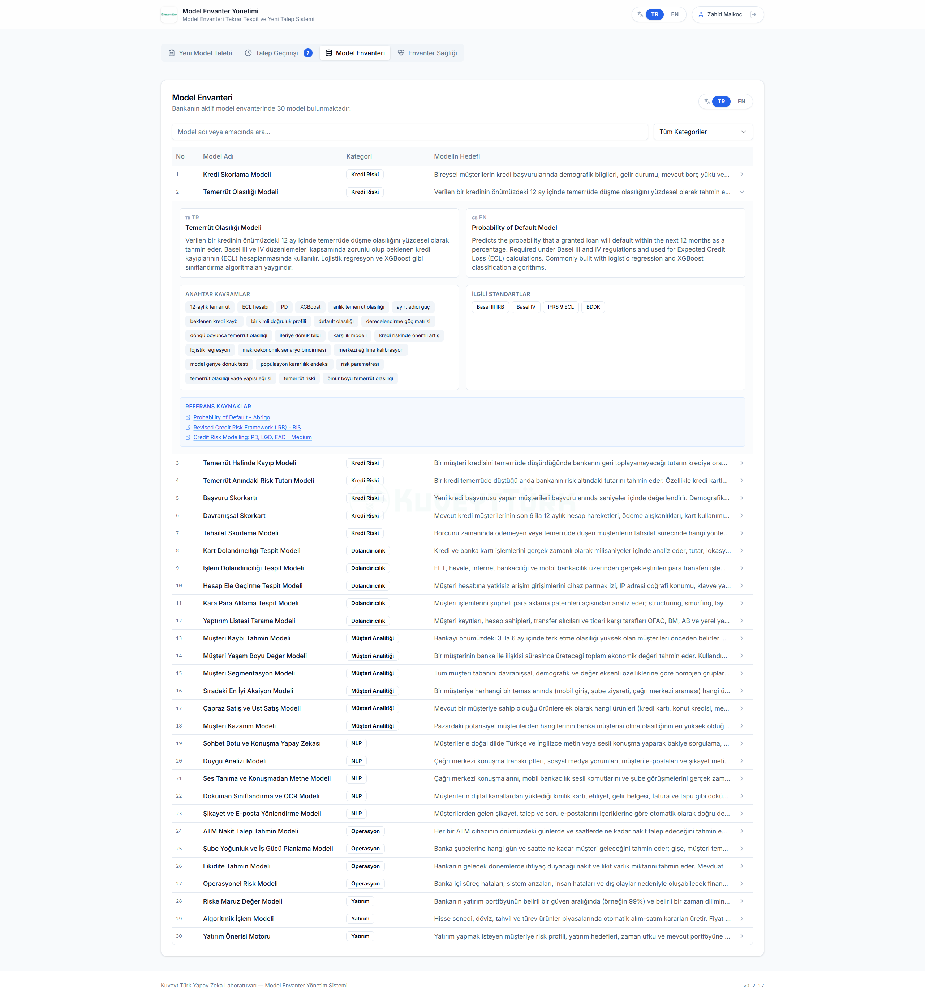 KUVEYTTÜRK
Model Envanter Yönetimi
Model Envanteri Tekrar Tespit ve Yeni Talep Sistemi
TR EN
Zahid Malkoc
Yeni Model Talebi
Talep Geçmişi 7
Model Envanteri
Envanter Sağlığı
Model Envanteri
Bankanın aktif model envanterinde 30 model bulunmaktadır.
TR EN
Model adı veya amacında ara...
Tüm Kategoriler
No Model Adı Kategori Modelin Hedefi
1 Kredi Skorlama Modeli Kredi Riski Bireysel müşterilerin kredi başvurularında demografik bilgileri, gelir durumu, mevcut borç yükü ve...
2 Temerrüt Olasılığı Modeli Kredi Riski Verilen bir kredinin önümüzdeki 12 ay içinde temerrüde düşme olasılığını yüzdesel olarak tahmin e...
TR TR
Temerrüt Olasılığı Modeli
Verilen bir kredinin önümüzdeki 12 ay içinde temerrüde düşme olasılığını yüzdesel olarak
tahmin eder. Basel III ve IV düzenlemeleri kapsamında zorunlu olup beklenen kredi
kayıplarının (ECL) hesaplanmasında kullanılır. Lojistik regresyon ve XGBoost gibi
sınıflandırma algoritmaları yaygındır.
GB EN
Probability of Default Model
Predicts the probability that a granted loan will default within the next 12 months as a
percentage. Required under Basel III and IV regulations and used for Expected Credit
Loss (ECL) calculations. Commonly built with logistic regression and XGBoost
classification algorithms.
ANAHTAR KAVRAMLAR
12-aylık temerrüt ECL hesabı PD XGBoost anlık temerrüt olasılığı ayırt edici güç
beklenen kredi kaybı birikimli doğruluk profili default olasılığı derecelendirme göç matrisi
döngü boyunca temerrüt olasılığı ileriye dönük bilgi karşılık modeli kredi riskinde önemli artış
lojistik regresyon makroekonomik senaryo bindirmesi merkezi eğilime kalibrasyon
model geriye dönük testi popülasyon kararlılık endeksi risk parametresi
temerrüt olasılığı vade yapısı eğrisi temerrüt riski ömür boyu temerrüt olasılığı
İLGİLİ STANDARTLAR
Basel III IRB Basel IV IFRS 9 ECL BDDK
REFERANS KAYNAKLAR
Probability of Default - Abrigo
Revised Credit Risk Framework (IRB) - BIS
Credit Risk Modelling: PD, LGD, EAD - Medium
3 Temerrüt Halinde Kayıp Modeli Kredi Riski Bir müşteri kredisini temerrüde düşürdüğünde bankanın geri toplayamayacağı tutarın krediye ora...
4 Temerrüt Anındaki Risk Tutarı Modeli Kredi Riski Bir kredi temerrüde düştüğü anda bankanın risk altındaki tutarını tahmin eder. Özellikle kredi kartl...
5 Başvuru Skorkartı Kredi Riski Yeni kredi başvurusu yapan müşterileri başvuru anında saniyeler içinde değerlendirir. Demografik...
KUVEYTTÜRK
6 Davranışsal Skorkart Kredi Riski Mevcut kredi müşterilerinin son 6 ila 12 aylık hesap hareketleri, ödeme alışkanlıkları, kart kullanımı...
7 Tahsilat Skorlama Modeli Kredi Riski Borcunu zamanında ödemeyen veya temerrüde düşen müşterilerin tahsilat sürecinde hangi yönte...
8 Kart Dolandırıcılığı Tespit Modeli Dolandırıcılık Kredi ve banka kartı işlemlerini gerçek zamanlı olarak milisaniyeler içinde analiz eder; tutar, lokasy...
9 İşlem Dolandırıcılığı Tespit Modeli Dolandırıcılık EFT, havale, internet bankacılığı ve mobil bankacılık üzerinden gerçekleştirilen para transferi işle...
10 Hesap Ele Geçirme Tespit Modeli Dolandırıcılık Müşteri hesabına yetkisiz erişim girişimlerini cihaz parmak izi, IP adresi coğrafi konumu, klavye ya...
11 Kara Para Aklama Tespit Modeli Dolandırıcılık Müşteri işlemlerini şüpheli para aklama paternleri açısından analiz eder; structuring, smurfing, lay...
12 Yaptırım Listesi Tarama Modeli Dolandırıcılık Müşteri kayıtları, hesap sahipleri, transfer alıcıları ve ticari karşı tarafları OFAC, BM, AB ve yerel ya...
13 Müşteri Kaybı Tahmin Modeli Müşteri Analitiği Bankayı önümüzdeki 3 ila 6 ay içinde terk etme olasılığı yüksek olan müşterileri önceden belirler. ...
14 Müşteri Yaşam Boyu Değer Modeli Müşteri Analitiği Bir müşterinin banka ile ilişkisi süresince üreteceği toplam ekonomik değeri tahmin eder. Kullandı...
15 Müşteri Segmentasyon Modeli Müşteri Analitiği Tüm müşteri tabanını davranışsal, demografik ve değer eksenli özelliklerine göre homojen gruplar...
16 Sıradaki En İyi Aksiyon Modeli Müşteri Analitiği Bir müşteriye herhangi bir temas anında (mobil giriş, şube ziyareti, çağrı merkezi araması) hangi ü...
17 Çapraz Satış ve Üst Satış Modeli Müşteri Analitiği Mevcut bir müşteriye sahip olduğu ürünlere ek olarak hangi ürünleri (kredi kartı, konut kredisi, me...
18 Müşteri Kazanım Modeli Müşteri Analitiği Pazardaki potansiyel müşterilerden hangilerinin banka müşterisi olma olasılığının en yüksek olduğ...
19 Sohbet Botu ve Konuşma Yapay Zekası NLP Müşterilerle doğal dilde Türkçe ve İngilizce metin veya sesli konuşma yaparak bakiye sorgulama, ...
20 Duygu Analizi Modeli NLP Çağrı merkezi konuşma transkriptleri, sosyal medya yorumları, müşteri e-postaları ve şikayet meti...
21 Ses Tanıma ve Konuşmadan Metne Modeli NLP Çağrı merkezi konuşmalarını, mobil bankacılık sesli komutlarını ve şube görüşmelerini gerçek zam...
22 Doküman Sınıflandırma ve OCR Modeli NLP Müşterilerin dijital kanallardan yüklediği kimlik kartı, ehliyet, gelir belgesi, fatura ve tapu gibi dokü...
23 Şikayet ve E-posta Yönlendirme Modeli NLP Müşterilerden gelen şikayet, talep ve soru e-postalarını içeriklerine göre otomatik olarak doğru de...
24 ATM Nakit Talep Tahmin Modeli Operasyon Her bir ATM cihazının önümüzdeki günlerde ve saatlerde ne kadar nakit talep edeceğini tahmin e...
25 Şube Yoğunluk ve İş Gücü Planlama Modeli Operasyon Banka şubelerine hangi gün ve saatte ne kadar müşteri geleceğini tahmin eder; gişe, müşteri tem...
26 Likidite Tahmin Modeli Operasyon Bankanın gelecek dönemlerde ihtiyaç duyacağı nakit ve likit varlık miktarını tahmin eder. Mevduat ...
27 Operasyonel Risk Modeli Operasyon Banka içi süreç hataları, sistem arızaları, insan hataları ve dış olaylar nedeniyle oluşabilecek finan...
28 Riske Maruz Değer Modeli Yatırım Bankanın yatırım portföyünün belirli bir güven aralığında (örneğin 99%) ve belirli bir zaman dilimin...
29 Algoritmik İşlem Modeli Yatırım Hisse senedi, döviz, tahvil ve türev ürünler piyasalarında otomatik alım-satım kararları üretir. Fiyat ...
30 Yatırım Önerisi Motoru Yatırım Yatırım yapmak isteyen müşteriye risk profili, yatırım hedefleri, zaman ufku ve mevcut portföyüne ...
Kuveyt Türk Yapay Zeka Laboratuvarı — Model Envanter Yönetim Sistemi
v0.2.17